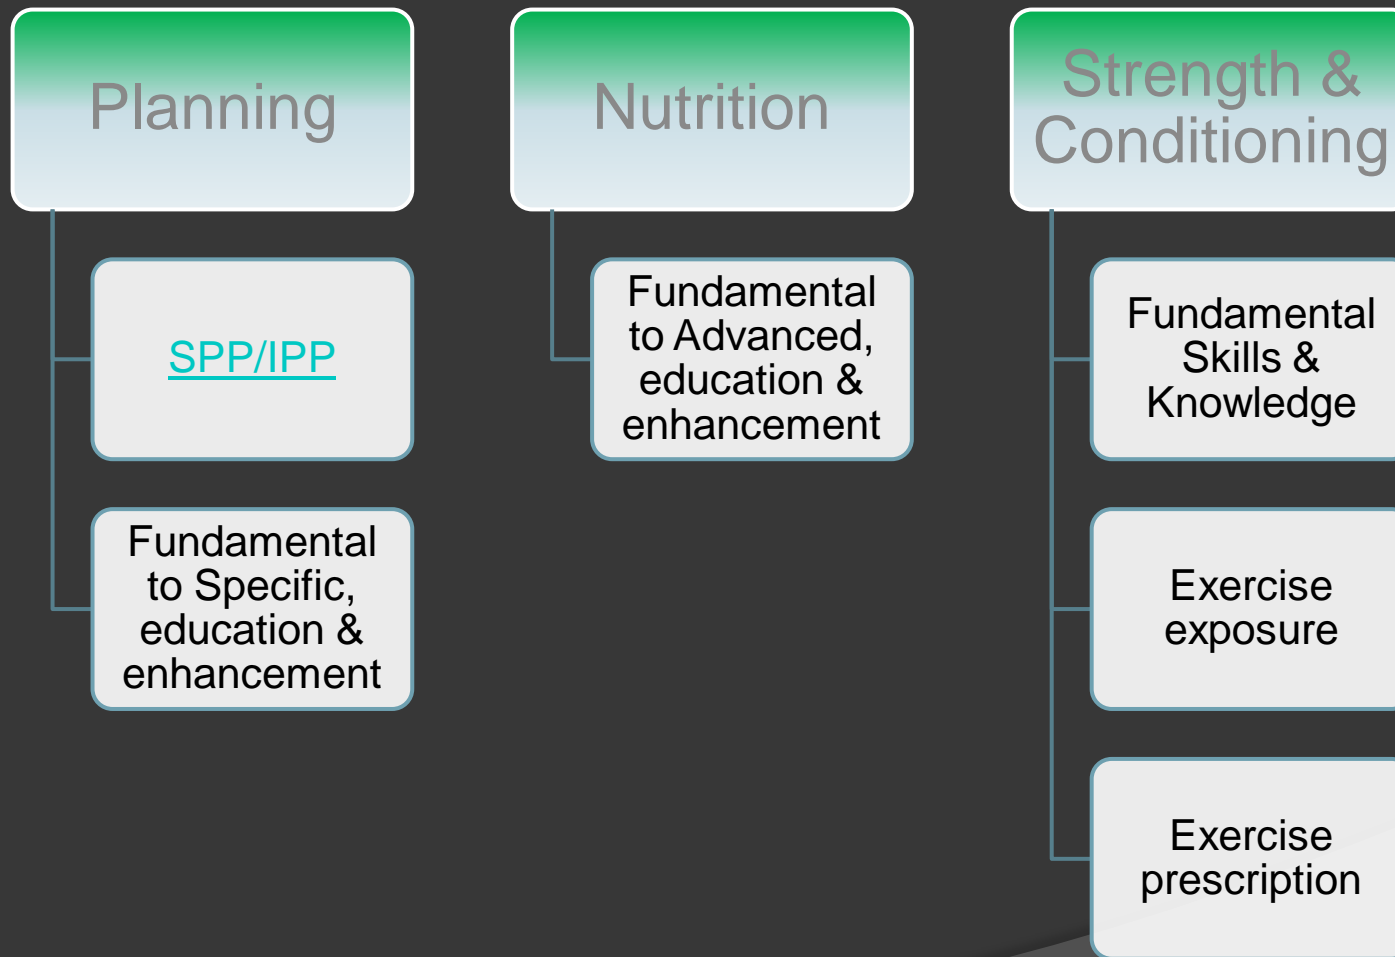 Planning
SPP/IPP
Fundamental
to Specific,
education &
enhancement
Nutrition
Fundamental
to Advanced,
education &
enhancement
Strength &
Conditioning
Fundamental
Skills &
Knowledge
Exercise
exposure
Exercise
prescription